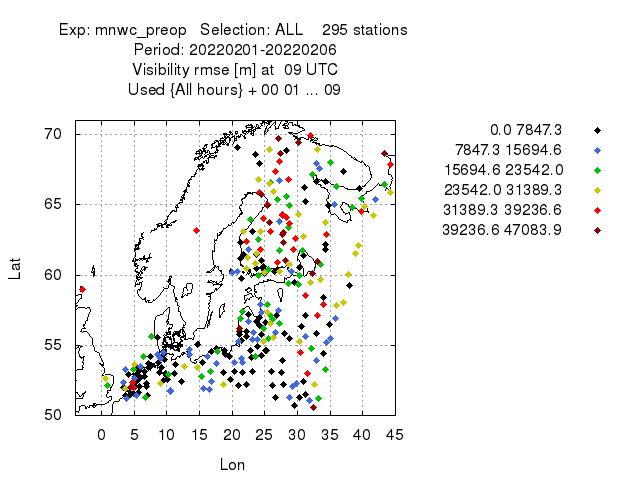 Exp: mnwc_preop   Selection: ALL    295 stations
Period: 20220201-20220206
Visibility rmse [m] at  09 UTC
Used {All hours} + 00 01 ... 09
0.0 7847.3
7847.3 15694.6
15694.6 23542.0
23542.0 31389.3
31389.3 39236.6
39236.6 47083.9
70
65
60
55
50
Lat
0 5 10 15 20 25 30 35 40 45
Lon